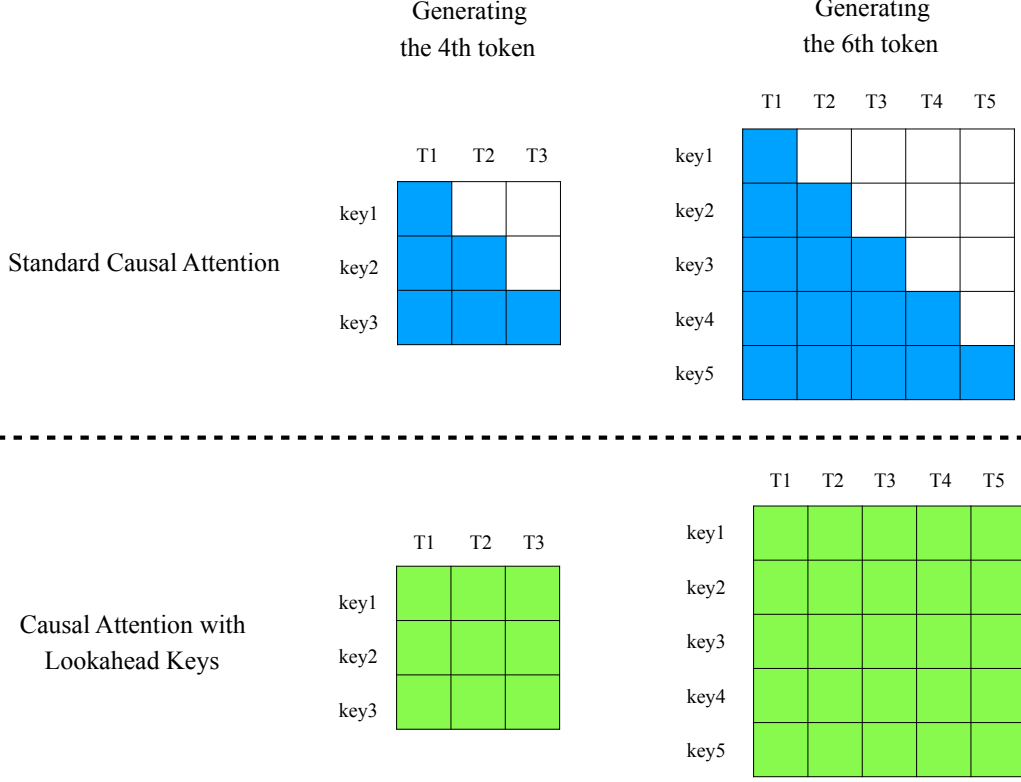 Generating
the 4th token
Generating
the 6th token
T1 T2 T3 T4 T5
T1 T2 T3
key1
key2
key3
key1
key2
key3
key4
key5
Standard Causal Attention
T1 T2 T3 T4 T5
T1 T2 T3
key1
key2
key3
key1
key2
key3
key4
key5
Causal Attention with
Lookahead Keys